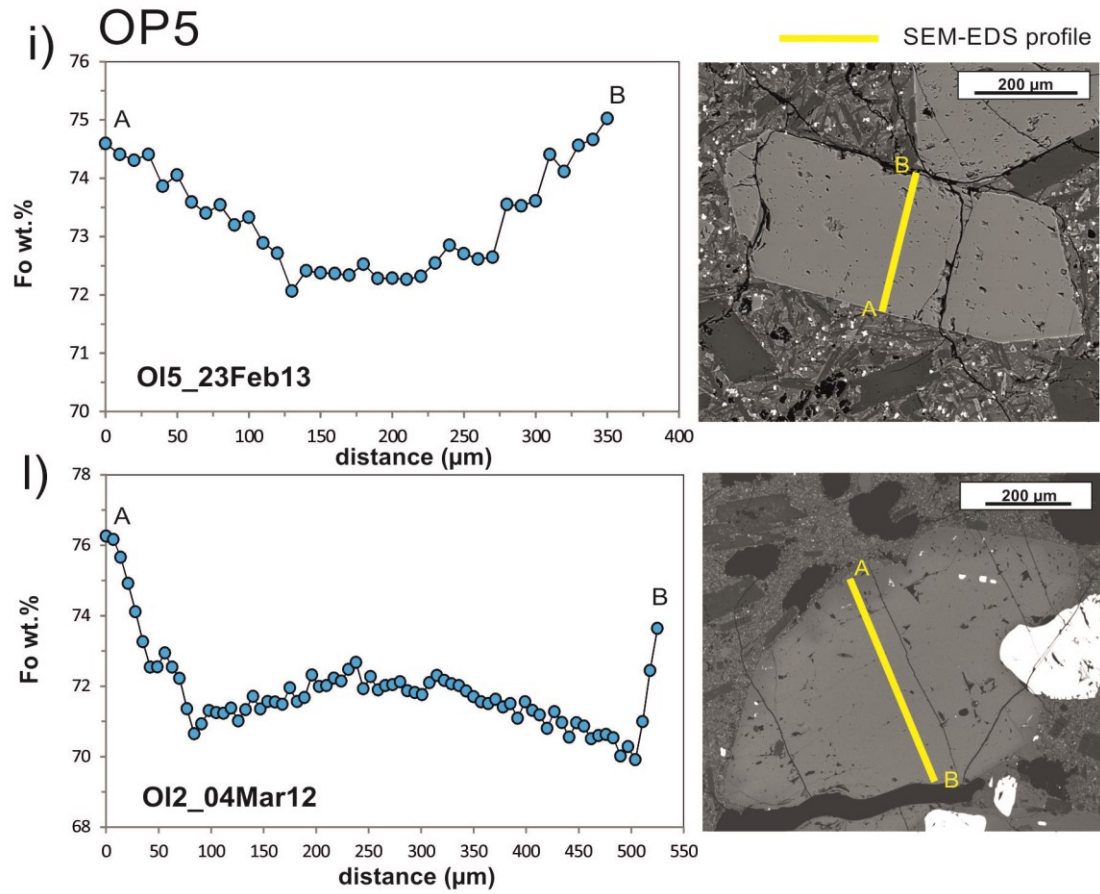 i) OP5
SEM-EDS profile
76
75
74
73
72
71
70
Fo wt.%
A
B
Ol5_23Feb13
0 50 100 150 200 250 300 350 400
distance (µm)
200 µm
B
A
l)
78
76
74
72
70
68
Fo wt.%
A
B
Ol2_04Mar12
0 50 100 150 200 250 300 350 400 450 500 550
distance (µm)
200 µm
A
B